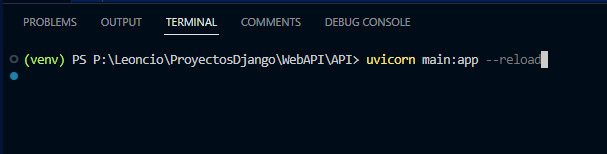 PROBLEMS OUTPUT TERMINAL COMMENTS DEBUG CONSOLE
(venv) PS P:\Leoncio\ProyectosDjango\WebAPI\API> uvicorn main:app --reload